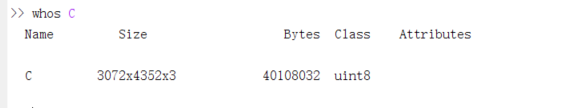 >> whos C
Name Size Bytes Class Attributes
C 3072x4352x3 40108032 uint8